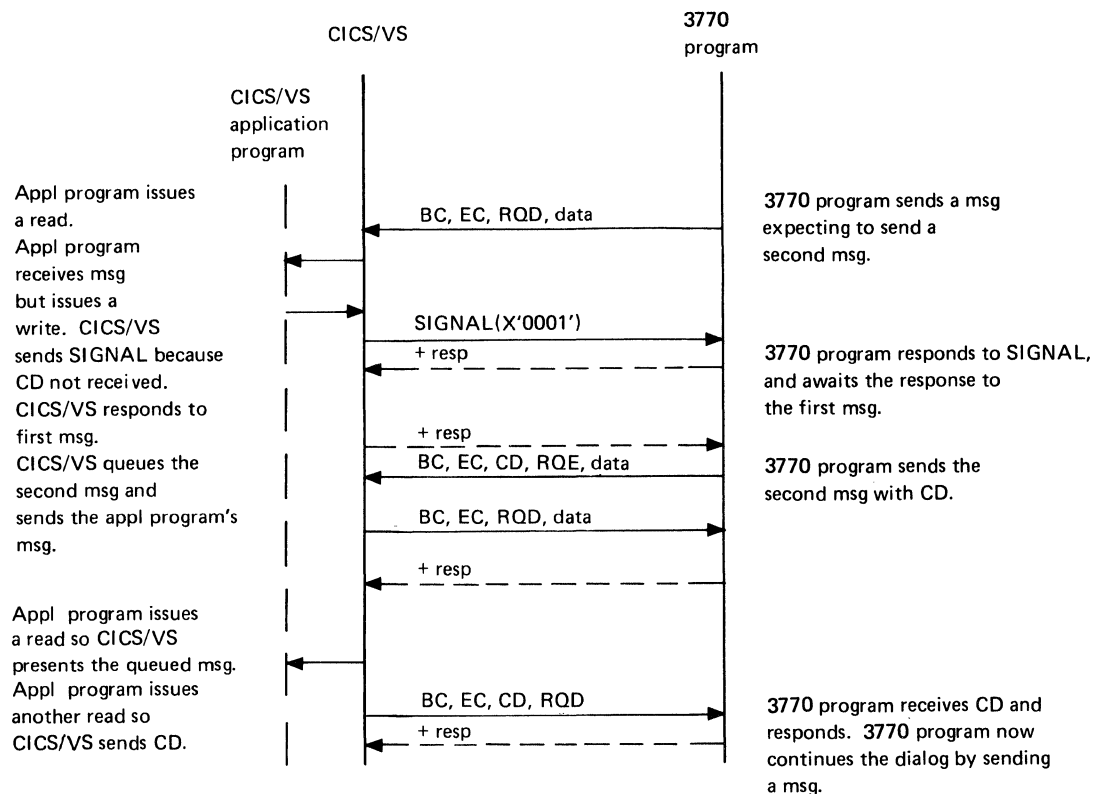 3770
program
CICS/VS
CICS/VS
application
program
Appl program issues
a read.
Appl program
receives msg
but issues a
write. CICS/VS
sends SIGNAL because
CD not received.
CICS/VS responds to
first msg.
CICS/VS queues the
second msg and
sends the appl program's
msg.
Appl program issues
a read so CICS/VS
presents the queued msg.
Appl program issues
another read so
CICS/VS sends CD.
BC, EC, RQD, data
SIGNAL(X'0001')
+ resp
+ resp
BC, EC, CD, RQE, data
BC, EC, RQD, data
+ resp
BC, EC, CD, RQD
+ resp
3770 program sends a msg
expecting to send a
second msg.
3770 program responds to SIGNAL,
and awaits the response to
the first msg.
3770 program sends the
second msg with CD.
3770 program receives CD and
responds. 3770 program now
continues the dialog by sending
a msg.